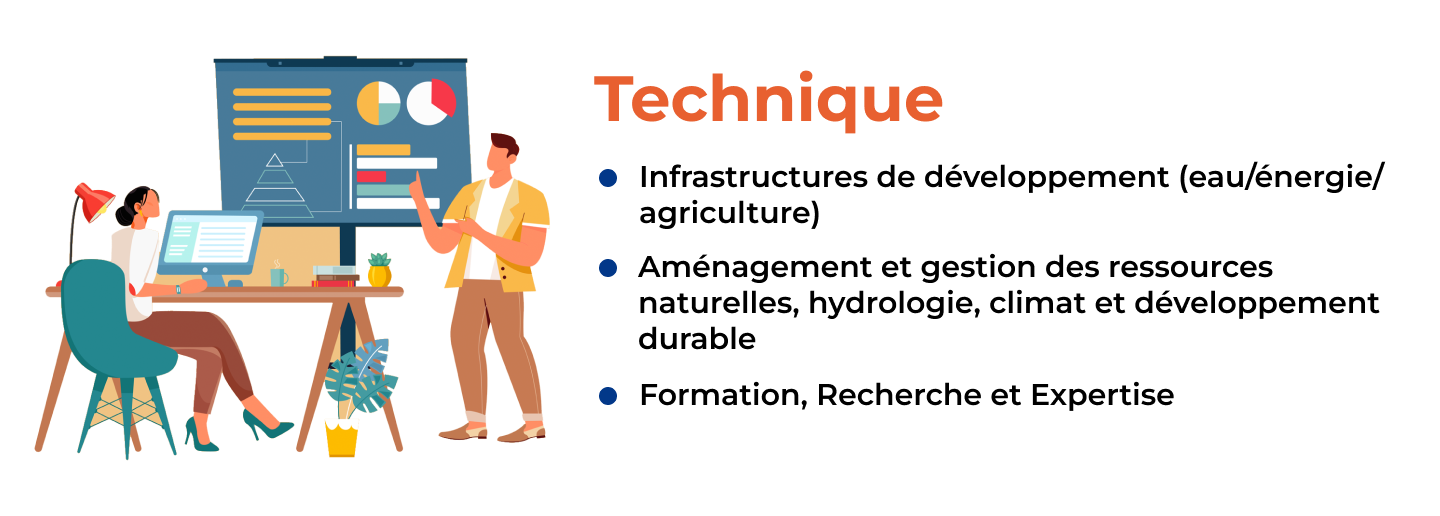 Technique
Infrastructures de développement (eau/énergie/
agriculture)
Aménagement et gestion des ressources
naturelles, hydrologie, climat et développement
durable
Formation, Recherche et Expertise